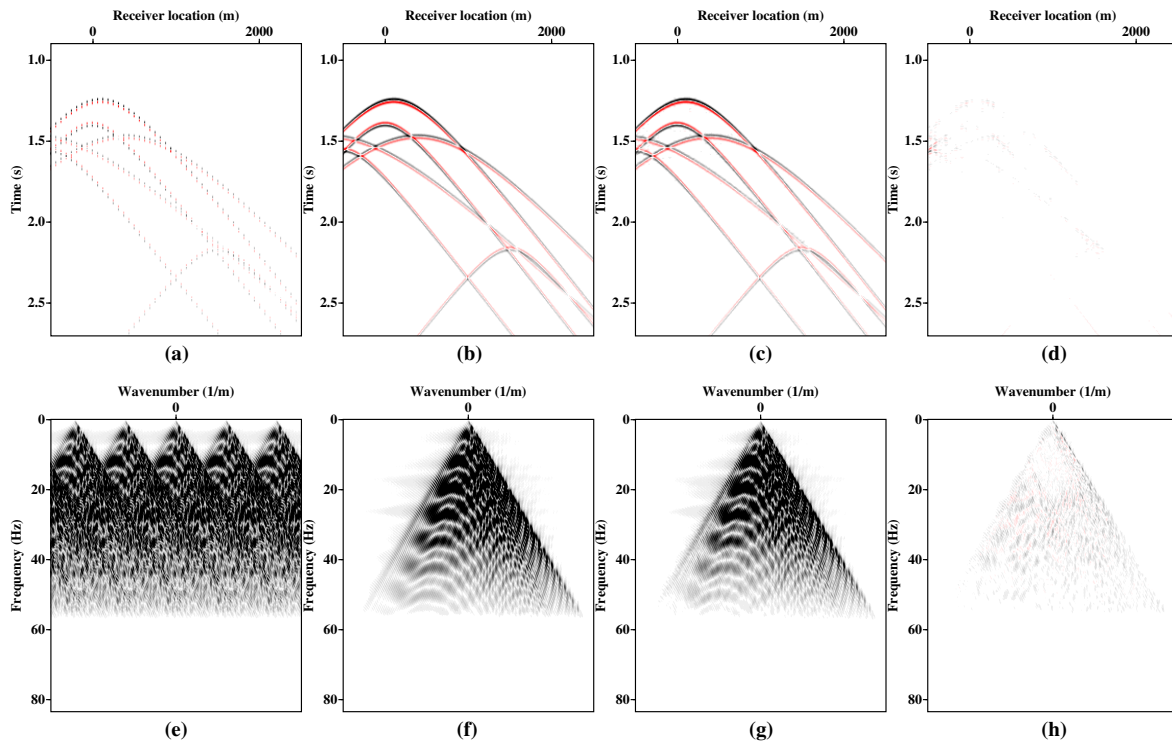 Receiver location (m)
0 2000
Time (s)
1.0
1.5
2.0
2.5
(a)
Receiver location (m)
0 2000
Time (s)
1.0
1.5
2.0
2.5
(b)
Receiver location (m)
0 2000
Time (s)
1.0
1.5
2.0
2.5
(c)
Receiver location (m)
0 2000
Time (s)
1.0
1.5
2.0
2.5
(d)
Wavenumber (1/m)
0
Frequency (Hz)
0
20
40
60
80
(e)
Wavenumber (1/m)
0
Frequency (Hz)
0
20
40
60
80
(f)
Wavenumber (1/m)
0
Frequency (Hz)
0
20
40
60
80
(g)
Wavenumber (1/m)
0
Frequency (Hz)
0
20
40
60
80
(h)